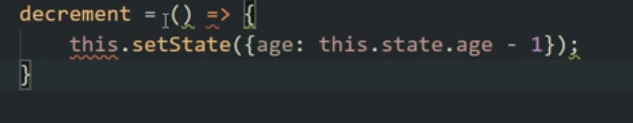 decrement = () => {
this.setState({age: this.state.age - 1});
}